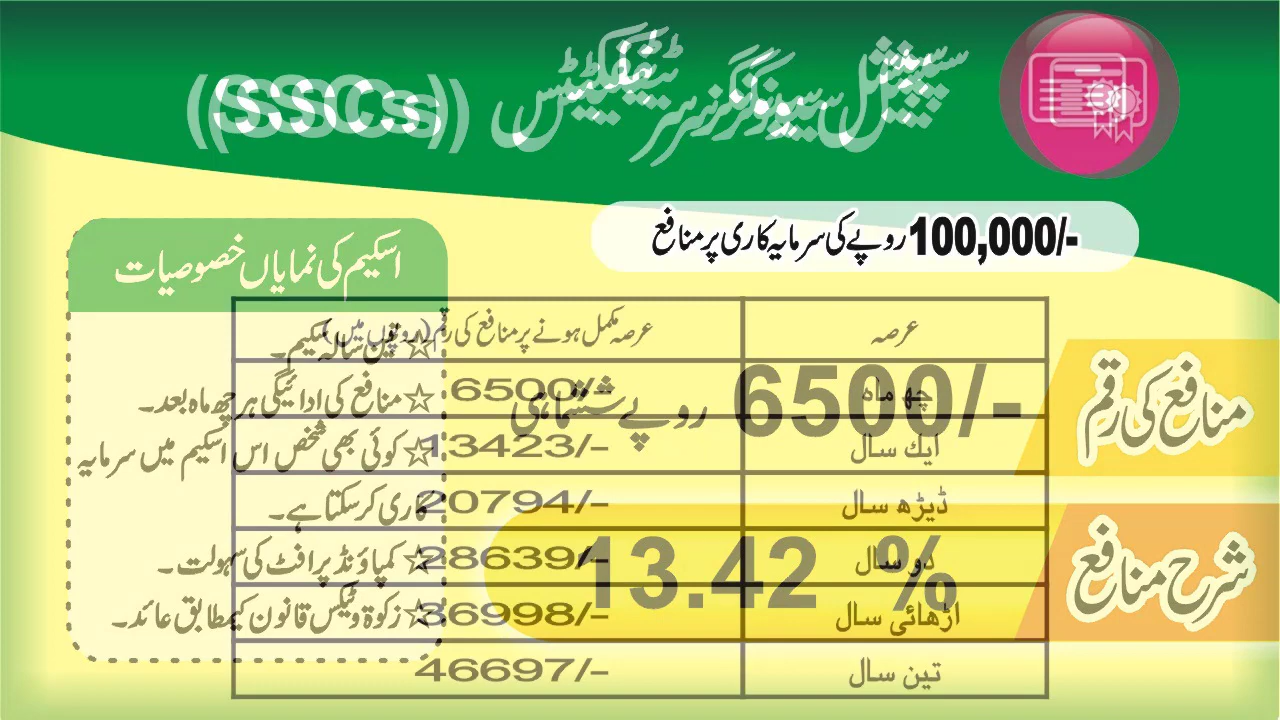 سپیشل سیونگز سرٹیفکیٹس (SSCs)
100,000/- روپے کی سرمایہ کاری پر منافع
اسکیم کی نمایاں خصوصیات
☆ تین سالہ اسکیم۔
☆ منافع کی ادائیگی ہر چھ ماہ بعد۔
☆ کوئی بھی شخص اس اسکیم میں سرمایہ
کاری کر سکتا ہے۔
☆ کمپاؤنڈ پرافٹ کی سہولت۔
☆ زکوۃ و ٹیکس قانون کیمطابق عائد۔
عرصہ عرصہ مکمل ہونے پر منافع کی رقم (روپوں میں)
چھ ماہ 6500/-
ایک سال 13423/-
ڈیڑھ سال 20794/-
دو سال 28639/-
اڑھائی سال 36998/-
تین سال 46697/-
منافع کی رقم 6500/- روپے ششماہی
شرح منافع 13.42 %